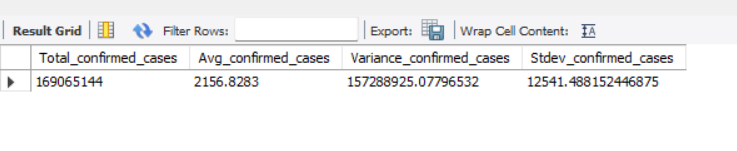 Result Grid Filter Rows: Export: Wrap Cell Content: IA
Total_confirmed_cases Avg_confirmed_cases Variance_confirmed_cases Stdev_confirmed_cases
169065144 2156.8283 157288925.07796532 12541.488152446875